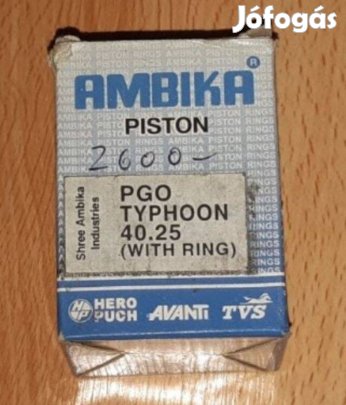 Jófogás
AMBIKA ®
PISTON
2600-
Shree Ambika
Industries
PGO
TYPHOON
40.25
(WITH RING)
HERO
PUCH
AVANTI
TVS